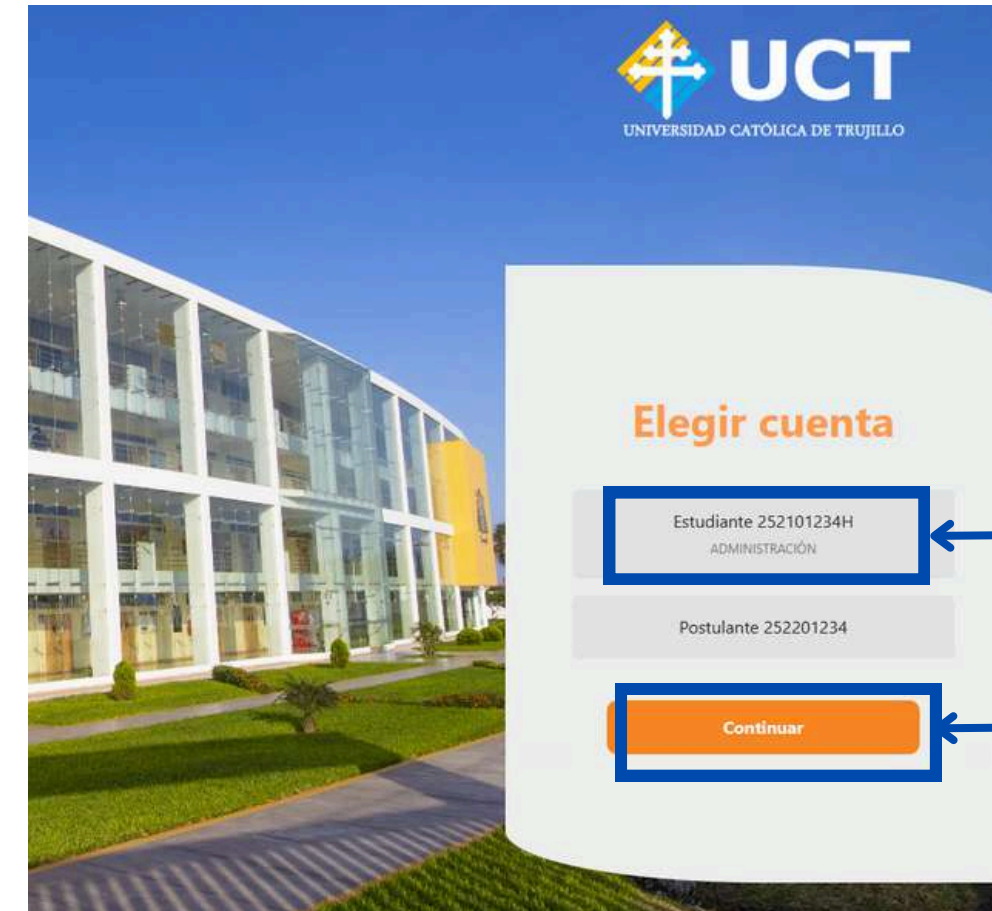 UCT
UNIVERSIDAD CATÓLICA DE TRUJILLO
Elegir cuenta
Estudiante 252101234H
ADMINISTRACIÓN
Postulante 252201234
Continuar